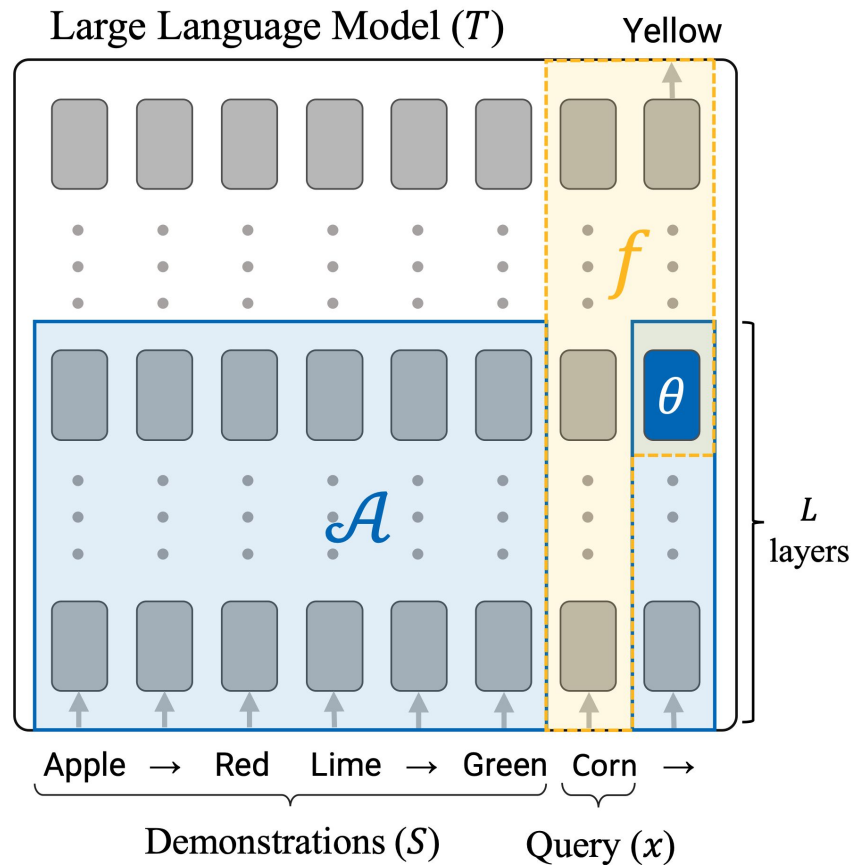 Large Language Model (T)
Yellow
f
θ
𝒜
L
layers
Apple → Red Lime → Green Corn →
Demonstrations (S)
Query (x)